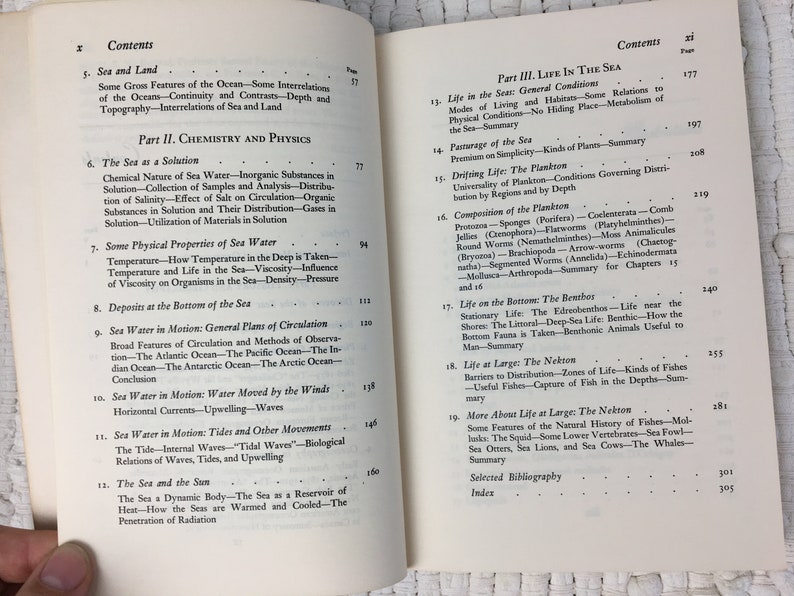 x Contents
Page
5. Sea and Land . . . . . . . 57
Some Gross Features of the Ocean—Some Interrelations
of the Oceans—Continuity and Contrasts—Depth and
Topography—Interrelations of Sea and Land
Part II. CHEMISTRY AND PHYSICS
6. The Sea as a Solution . . . . . . 77
Chemical Nature of Sea Water—Inorganic Substances in
Solution—Collection of Samples and Analysis—Distribu-
tion of Salinity—Effect of Salt on Circulation—Organic
Substances in Solution and Their Distribution—Gases in
Solution—Utilization of Materials in Solution
7. Some Physical Properties of Sea Water . . . 94
Temperature—How Temperature in the Deep is Taken—
Temperature and Life in the Sea—Viscosity—Influence
of Viscosity on Organisms in the Sea—Density—Pressure
8. Deposits at the Bottom of the Sea . . . . 112
9. Sea Water in Motion: General Plans of Circulation . 120
Broad Features of Circulation and Methods of Observa-
tion—The Atlantic Ocean—The Pacific Ocean—The In-
dian Ocean—The Antarctic Ocean—The Arctic Ocean—
Conclusion
10. Sea Water in Motion: Water Moved by the Winds . 138
Horizontal Currents—Upwelling—Waves
11. Sea Water in Motion: Tides and Other Movements . 146
The Tide—Internal Waves—"Tidal Waves"—Biological
Relations of Waves, Tides, and Upwelling
12. The Sea and the Sun . . . . . . 160
The Sea a Dynamic Body—The Sea as a Reservoir of
Heat—How the Seas are Warmed and Cooled—The
Penetration of Radiation
Contents xi
Page
Part III. LIFE IN THE SEA
13. Life in the Seas: General Conditions . . . . 177
Modes of Living and Habitats—Some Relations to
Physical Conditions—No Hiding Place—Metabolism of
the Sea—Summary
14. Pasturage of the Sea . . . . . . 197
Premium on Simplicity—Kinds of Plants—Summary
15. Drifting Life: The Plankton . . . . . 208
Universality of Plankton—Conditions Governing Distri-
bution by Regions and by Depth
16. Composition of the Plankton . . . . . 219
Protozoa — Sponges (Porifera) — Coelenterata — Comb
Jellies (Ctenophora)—Flatworms (Platyhelminthes)—
Round Worms (Nemathelminthes)—Moss Animalicules
(Bryozoa) — Brachiopoda — Arrow-worms (Chaetog-
natha)—Segmented Worms (Annelida)—Echinodermata
—Mollusca—Arthropoda—Summary for Chapters 15
and 16
17. Life on the Bottom: The Benthos . . . . 240
Stationary Life: The Edreobenthos — Life near the
Shores: The Littoral—Deep-Sea Life: Benthic—How the
Bottom Fauna is Taken—Benthonic Animals Useful to
Man—Summary
18. Life at Large: The Nekton . . . . . 255
Barriers to Distribution—Zones of Life—Kinds of Fishes
—Useful Fishes—Capture of Fish in the Depths—Sum-
mary
19. More About Life at Large: The Nekton . . . 281
Some Features of the Natural History of Fishes—Mol-
lusks: The Squid—Some Lower Vertebrates—Sea Fowl—
Sea Otters, Sea Lions, and Sea Cows—The Whales—
Summary
Selected Bibliography . . . . . . 301
Index . . . . . . . . . 305